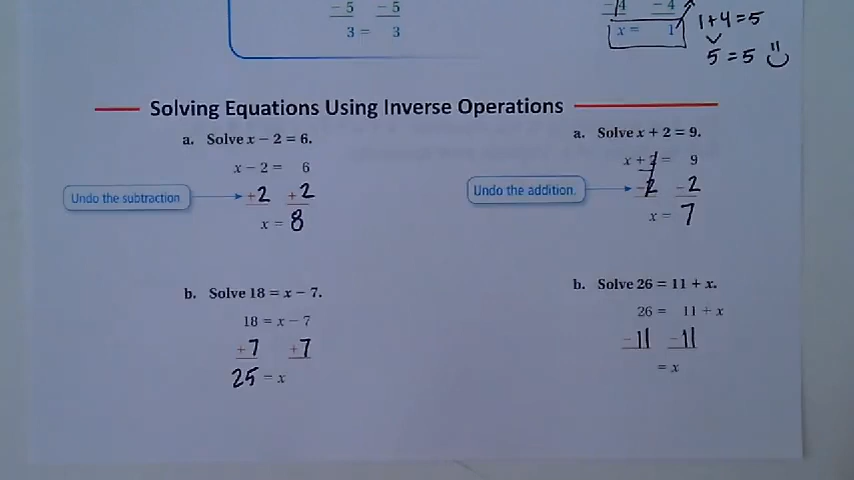 - 5 - 5
3 = 3
- 4 - 4
x = 1
1+4=5
5 = 5
Solving Equations Using Inverse Operations
a. Solve x − 2 = 6.
x − 2 = 6
Undo the subtraction.
+2 +2
x = 8
b. Solve 18 = x − 7.
18 = x − 7
+7 +7
25 = x
a. Solve x + 2 = 9.
x + 2 = 9
Undo the addition.
-2 -2
x = 7
b. Solve 26 = 11 + x.
26 = 11 + x
-11 -11
= x